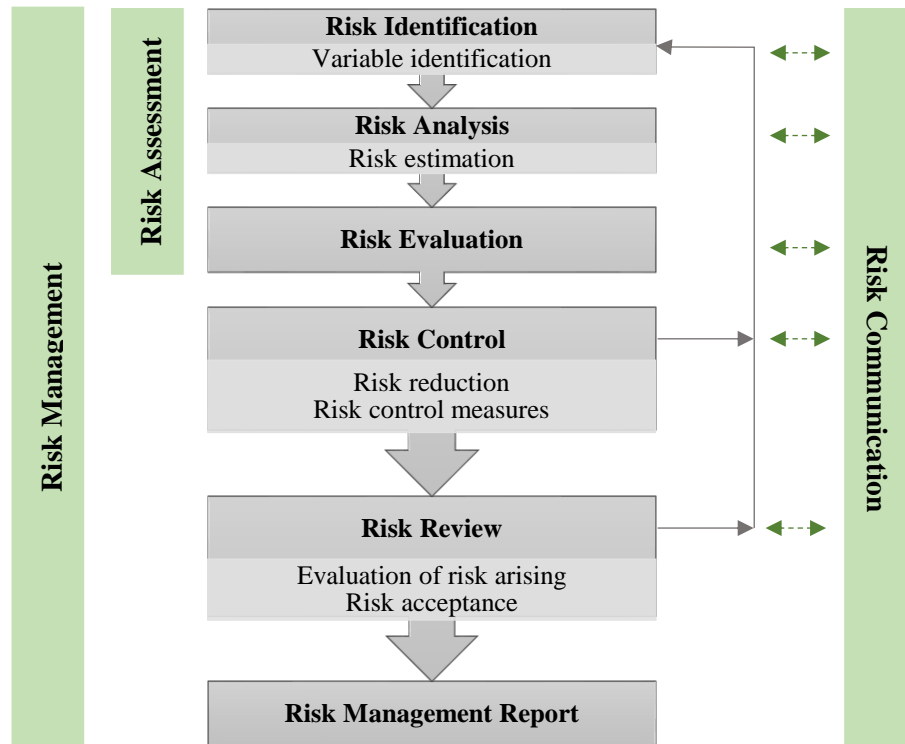 Risk Management
Risk Assessment
Risk Identification
Variable identification
Risk Analysis
Risk estimation
Risk Evaluation
Risk Control
Risk reduction
Risk control measures
Risk Review
Evaluation of risk arising
Risk acceptance
Risk Management Report
Risk Communication